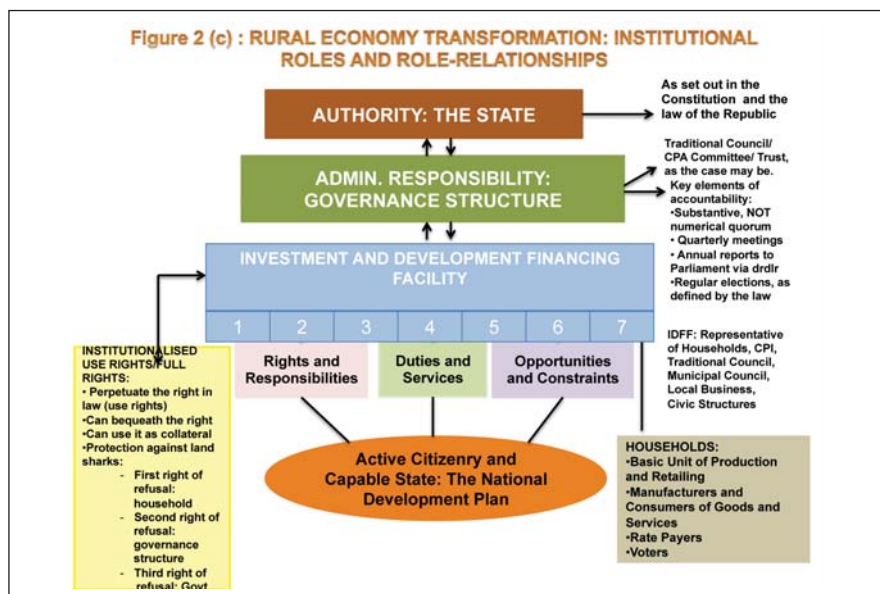 Figure 2 (c) : RURAL ECONOMY TRANSFORMATION: INSTITUTIONAL
ROLES AND ROLE-RELATIONSHIPS
AUTHORITY: THE STATE
As set out in the
Constitution and the
law of the Republic
ADMIN. RESPONSIBILITY:
GOVERNANCE STRUCTURE
Traditional Council/
CPA Committee/ Trust,
as the case may be.
Key elements of
accountability:
•Substantive, NOT
numerical quorum
• Quarterly meetings
• Annual reports to
Parliament via drdlr
•Regular elections, as
defined by the law
INVESTMENT AND DEVELOPMENT FINANCING
FACILITY
1 2 3 4 5 6 7
IDFF: Representative
of Households, CPI,
Traditional Council,
Municipal Council,
Local Business,
Civic Structures
INSTITUTIONALISED
USE RIGHTS/FULL
RIGHTS:
• Perpetuate the right in
law (use rights)
•Can bequeath the right
•Can use it as collateral
•Protection against land
sharks:
- First right of
refusal:
household
- Second right of
refusal:
governance
structure
- Third right of
refusal: Govt
Rights and
Responsibilities
Duties and
Services
Opportunities
and Constraints
Active Citizenry and
Capable State: The National
Development Plan
HOUSEHOLDS:
•Basic Unit of Production
and Retailing
•Manufacturers and
Consumers of Goods and
Services
•Rate Payers
•Voters